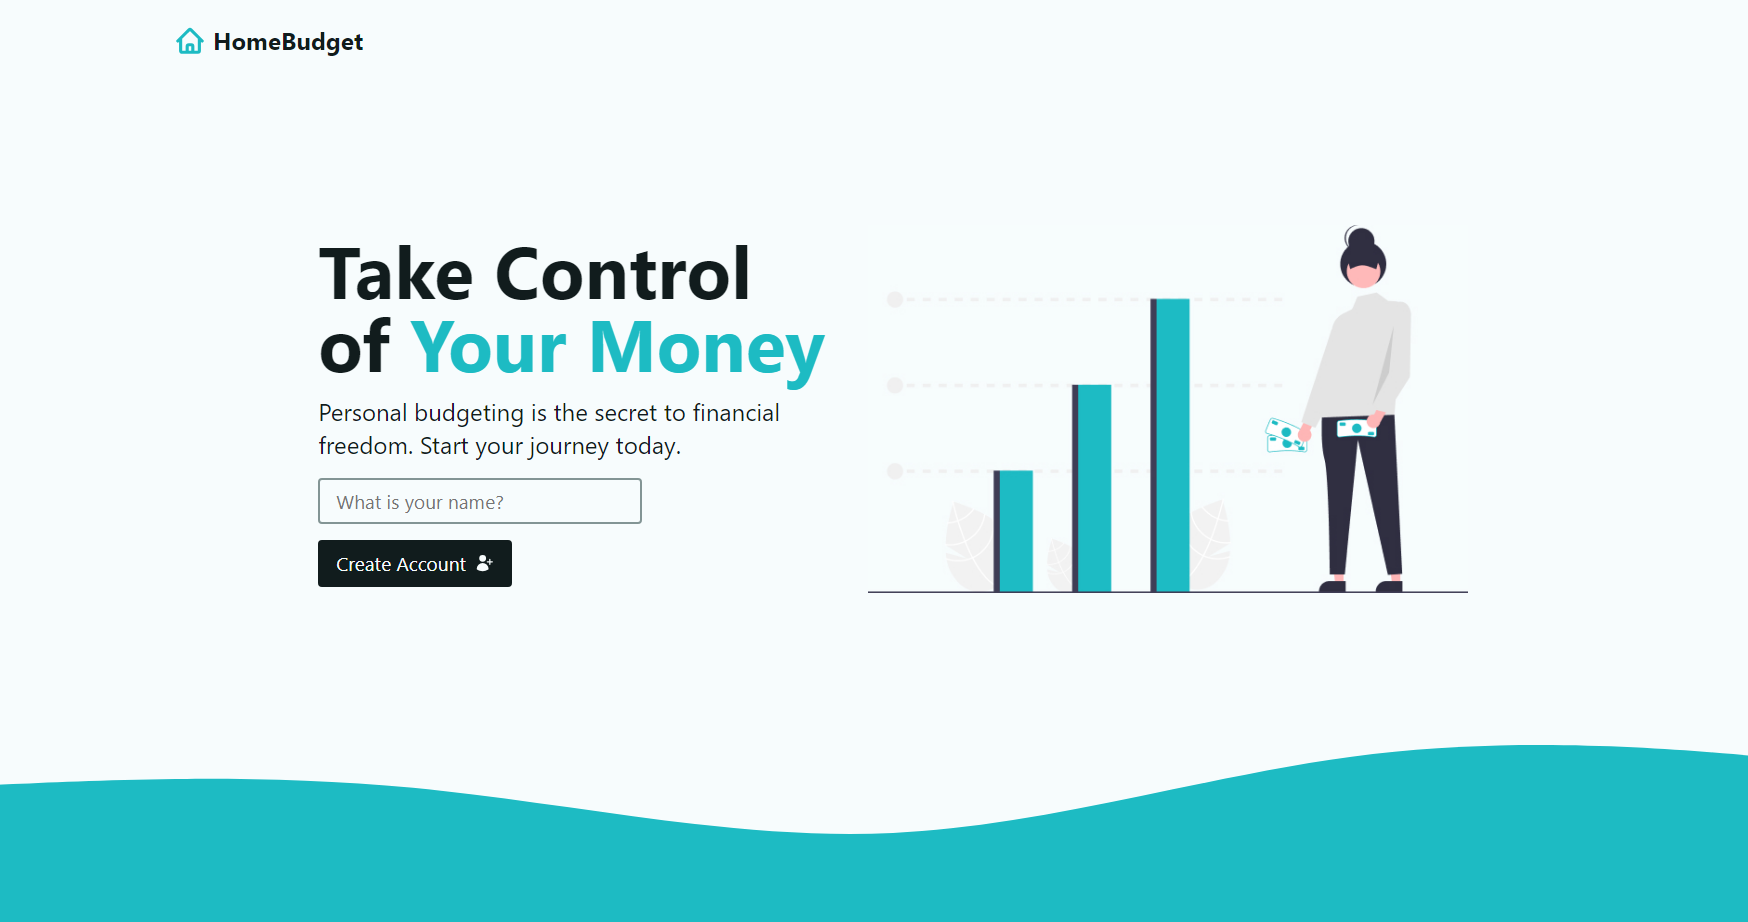 HomeBudget
Take Control
of Your Money
Personal budgeting is the secret to financial
freedom. Start your journey today.
What is your name?
Create Account